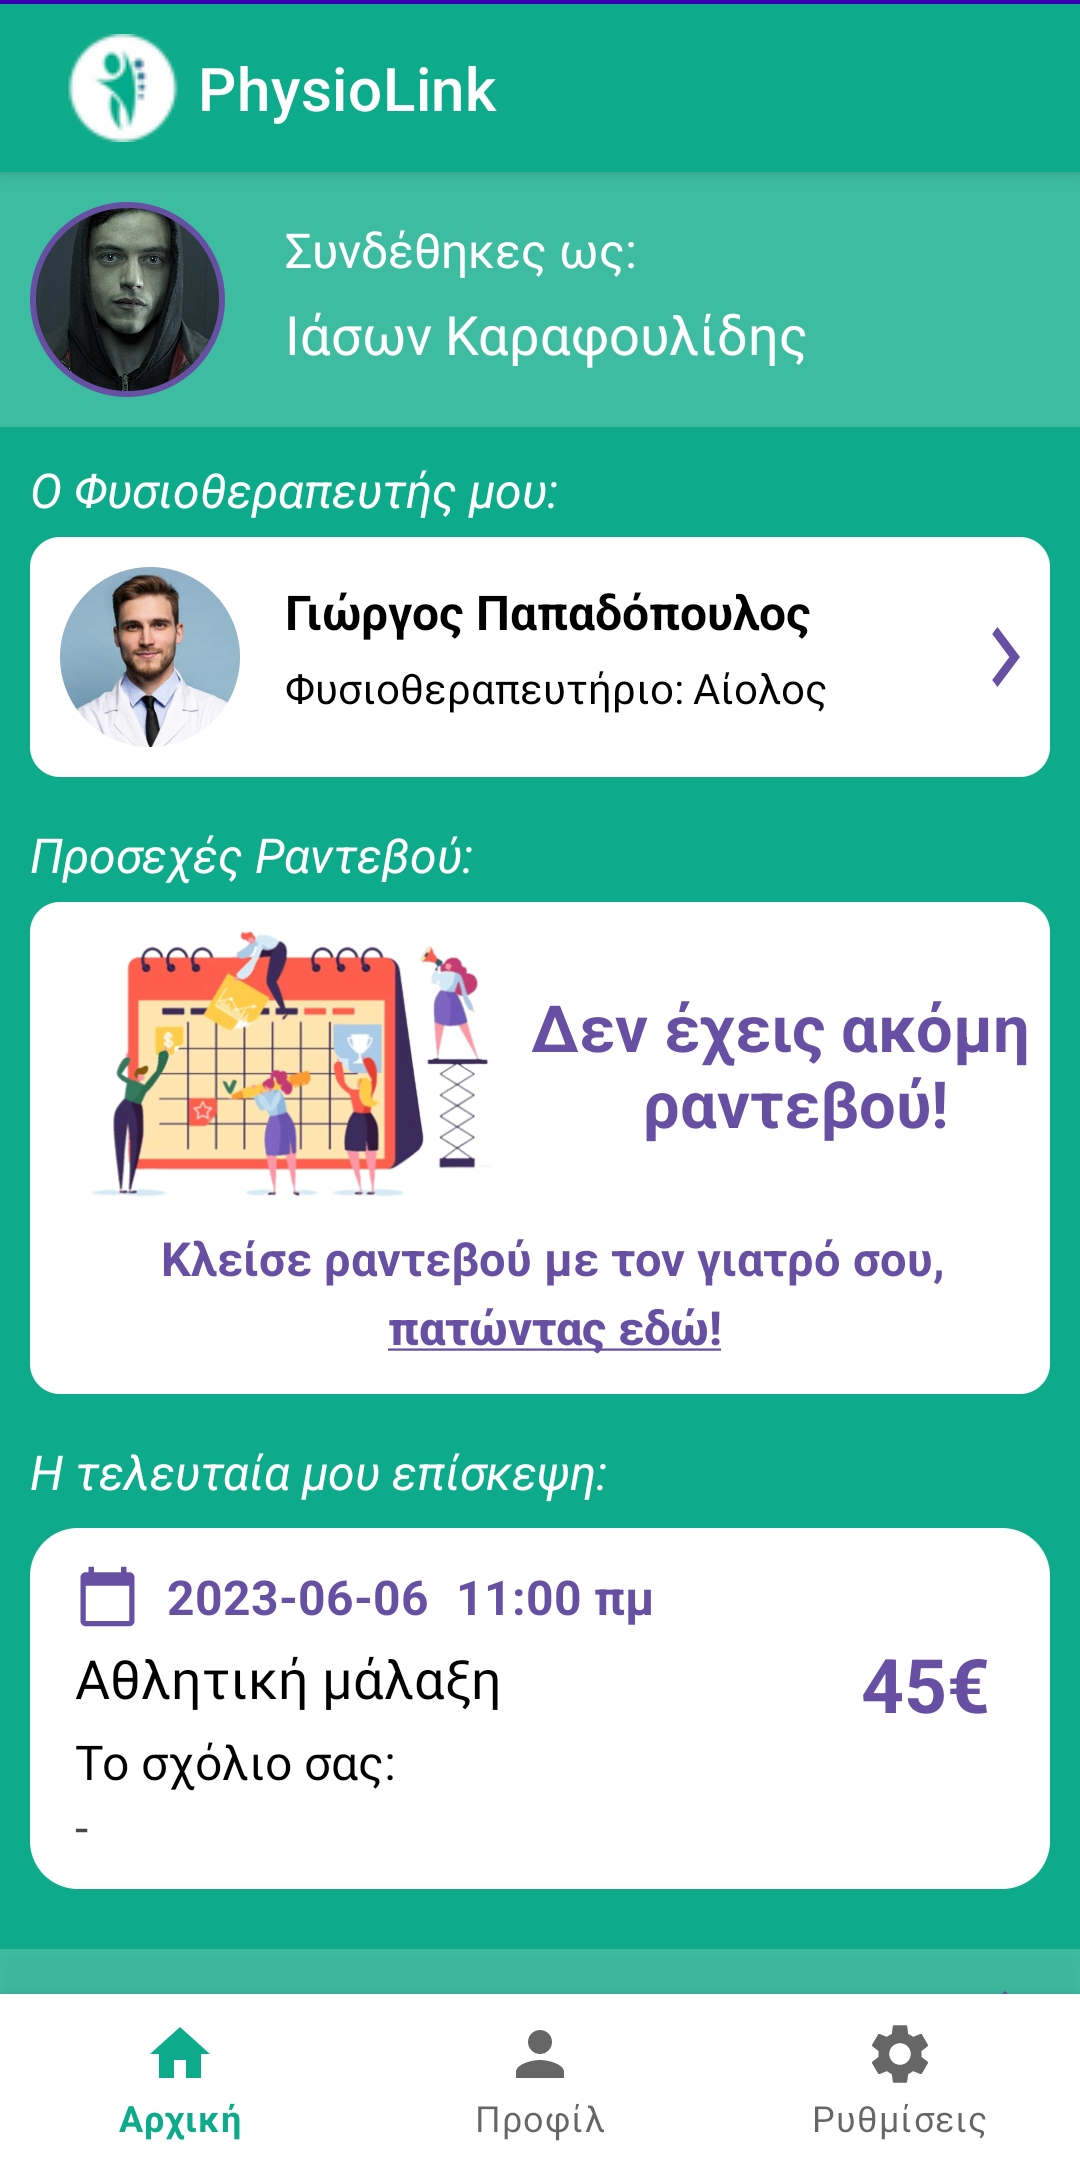 PhysioLink
Συνδέθηκες ως:
Ιάσων Καραφουλίδης
Ο Φυσιοθεραπευτής μου:
Γιώργος Παπαδόπουλος
Φυσιοθεραπευτήριο: Αίολος
Προσεχές Ραντεβού:
Δεν έχεις ακόμη
ραντεβού!
Κλείσε ραντεβού με τον γιατρό σου,
πατώντας εδώ!
Η τελευταία μου επίσκεψη:
2023-06-06 11:00 πμ
Αθλητική μάλαξη
45€
Το σχόλιο σας:
-
Αρχική
Προφίλ
Ρυθμίσεις